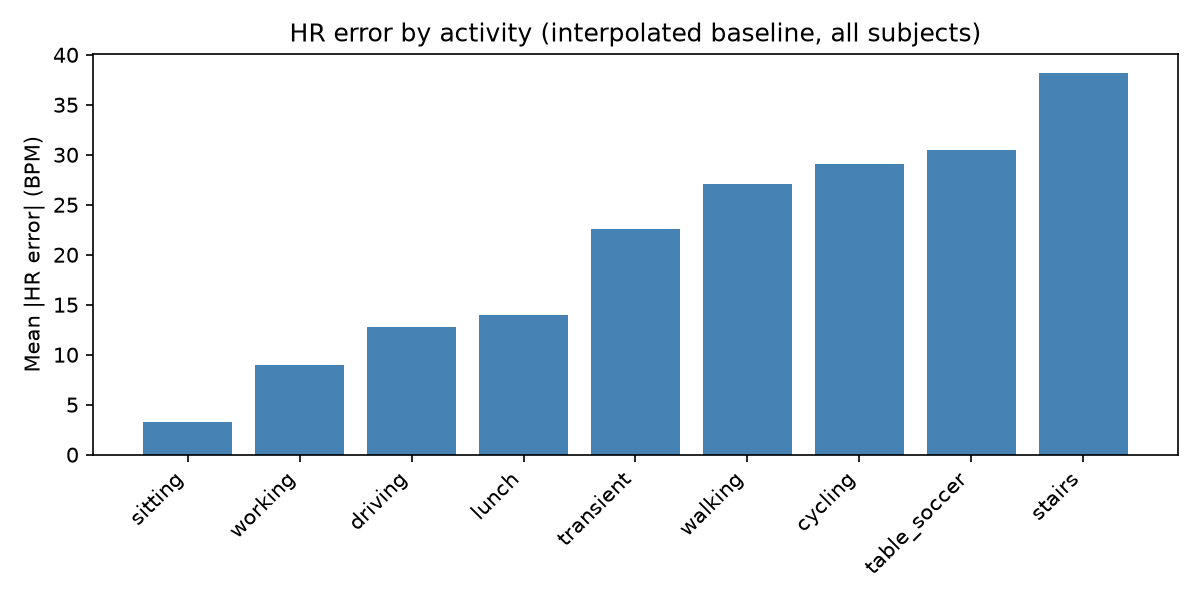 HR error by activity (interpolated baseline, all subjects)
Mean |HR error| (BPM)
40
35
30
25
20
15
10
5
0
sitting
working
driving
lunch
transient
walking
cycling
table_soccer
stairs